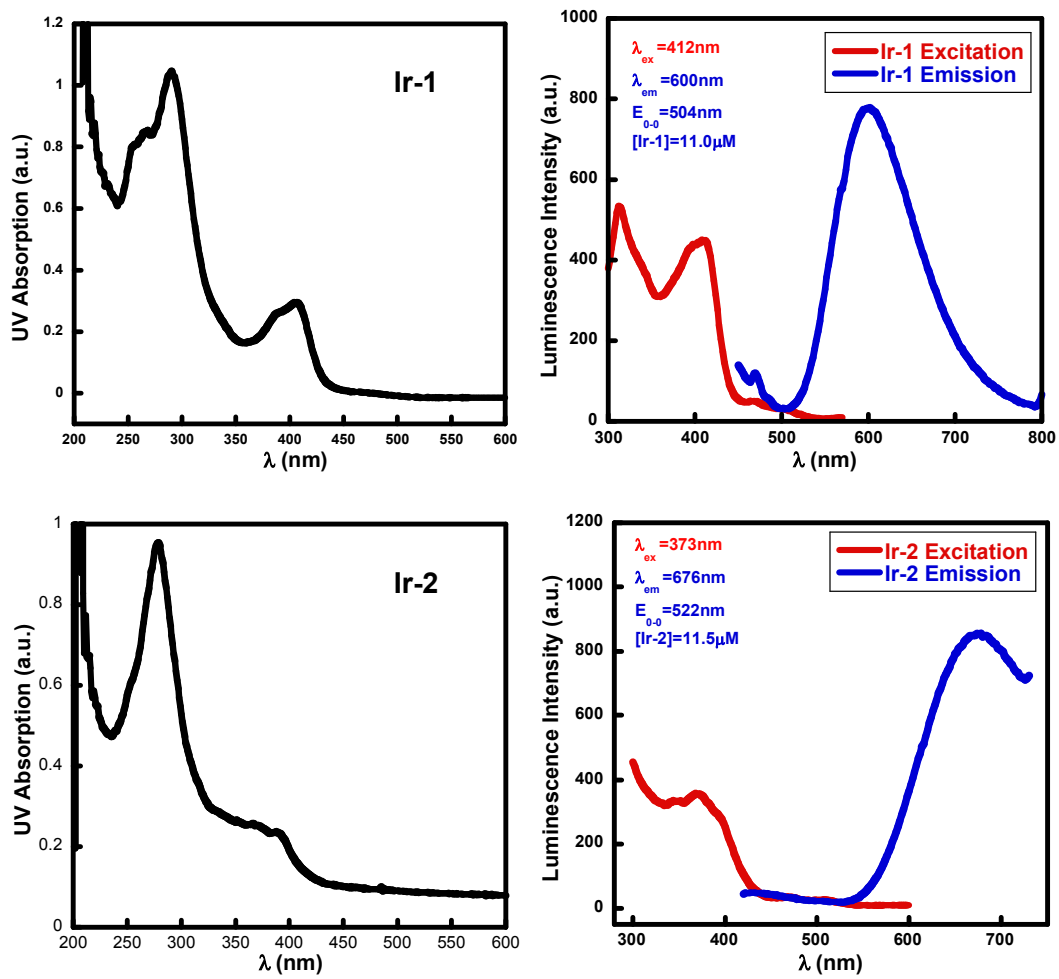 Ir-1
UV Absorption (a.u.)
1.2
1
0.8
0.6
0.4
0.2
0
200 250 300 350 400 450 500 550 600
λ (nm)
λex=412nm
λem=600nm
E0-0=504nm
[Ir-1]=11.0μM
Ir-1 Excitation
Ir-1 Emission
Luminescence Intensity (a.u.)
1000
800
600
400
200
0
300 400 500 600 700 800
λ (nm)
Ir-2
UV Absorption (a.u.)
1
0.8
0.6
0.4
0.2
0
200 250 300 350 400 450 500 550 600
λ (nm)
λex=373nm
λem=676nm
E0-0=522nm
[Ir-2]=11.5μM
Ir-2 Excitation
Ir-2 Emission
Luminescence Intensity (a.u.)
1200
1000
800
600
400
200
0
300 400 500 600 700
λ (nm)